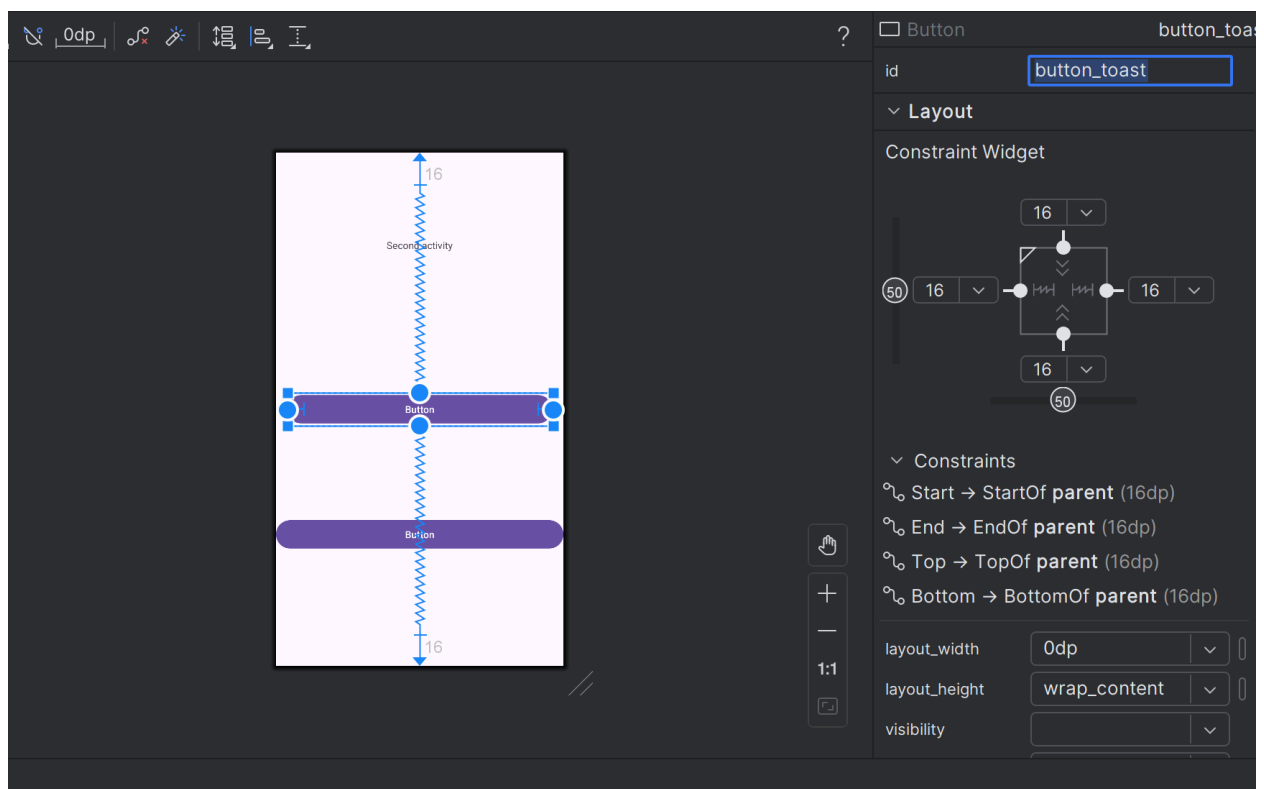 0dp
?
Button button_toas
id button_toast
Layout
Constraint Widget
16
50 16 16
16
50
Constraints
Start → StartOf parent (16dp)
End → EndOf parent (16dp)
Top → TopOf parent (16dp)
Bottom → BottomOf parent (16dp)
layout_width 0dp
layout_height wrap_content
visibility
16
Second activity
Button
Button
16
1:1